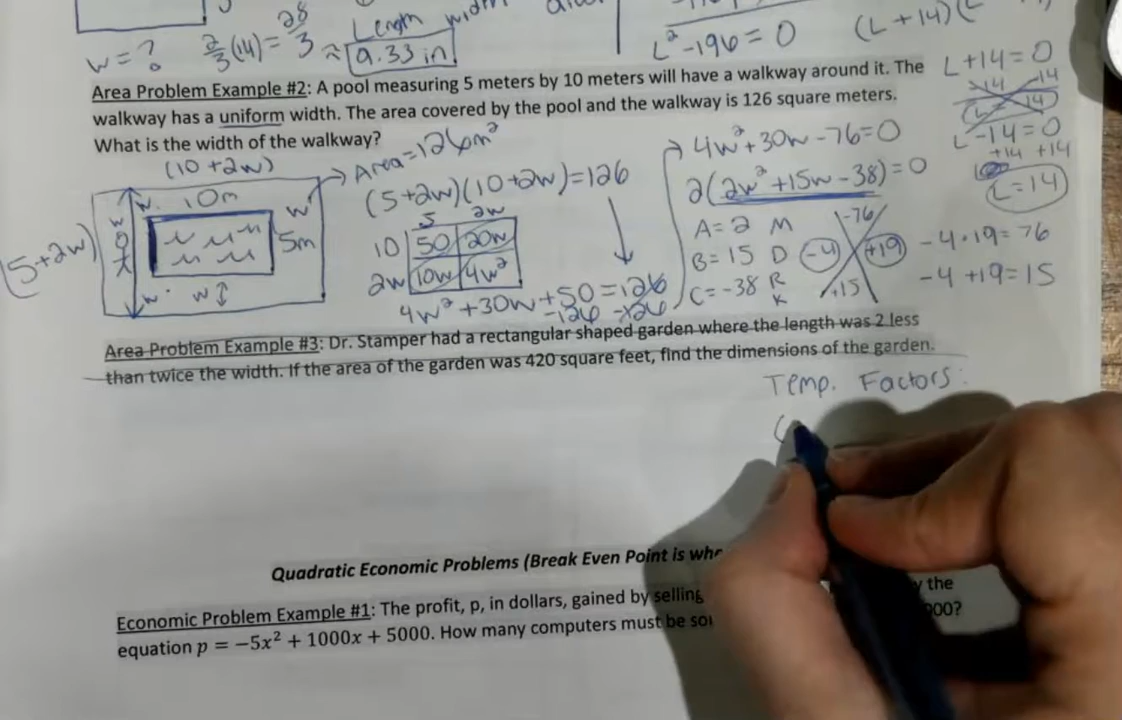 Length width
w = ? 2/3 (14) = 28/3 ≈ 9.33 in
L² - 196 = 0
(L + 14)(L
L + 14 = 0
-14 -14
L - 14 = 0
+14 +14
L = 14
Area Problem Example #2: A pool measuring 5 meters by 10 meters will have a walkway around it. The
walkway has a uniform width. The area covered by the pool and the walkway is 126 square meters.
What is the width of the walkway?
(10 + 2w)
10m
5m
w
w
w
w
(5 + 2w)
Area = 126m²
(5 + 2w)(10 + 2w) = 126
5 2w
10 50 20w
2w 10w 4w²
4w² + 30w + 50 = 126
-126 -126
4w² + 30w - 76 = 0
2(2w² + 15w - 38) = 0
A = 2 M
B = 15 D
C = -38 R
K
-76
-4 +19
+15
-4 · 19 = 76
-4 + 19 = 15
Area Problem Example #3: Dr. Stamper had a rectangular shaped garden where the length was 2 less
than twice the width. If the area of the garden was 420 square feet, find the dimensions of the garden.
Temp. Factors:
(
Quadratic Economic Problems (Break Even Point is
Economic Problem Example #1: The profit, p, in dollars, gained by selling
the
equation p = −5x² + 1000x + 5000. How many computers must be
000?